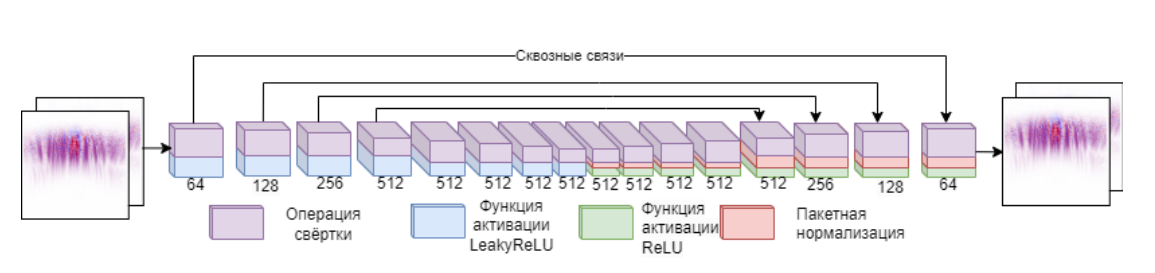 Сквозные связи
64 128 256 512 512 512 512 512 512 512 512 512 512 256 128 64
Операция
свёртки
Функция
активации
LeakyReLU
Функция
активации
ReLU
Пакетная
нормализация